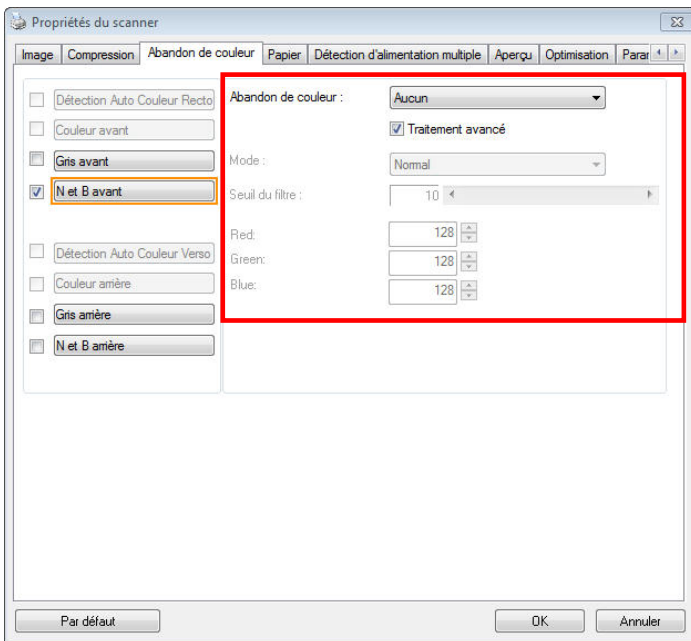 Propriétés du scanner
Image Compression Abandon de couleur Papier Détection d'alimentation multiple Aperçu Optimisation Parar
Détection Auto Couleur Recto
Couleur avant
Gris avant
N et B avant
Détection Auto Couleur Verso
Couleur arrière
Gris arrière
N et B arrière
Abandon de couleur : Aucun
Traitement avancé
Mode : Normal
Seuil du filtre : 10
Red: 128
Green: 128
Blue: 128
Par défaut OK Annuler